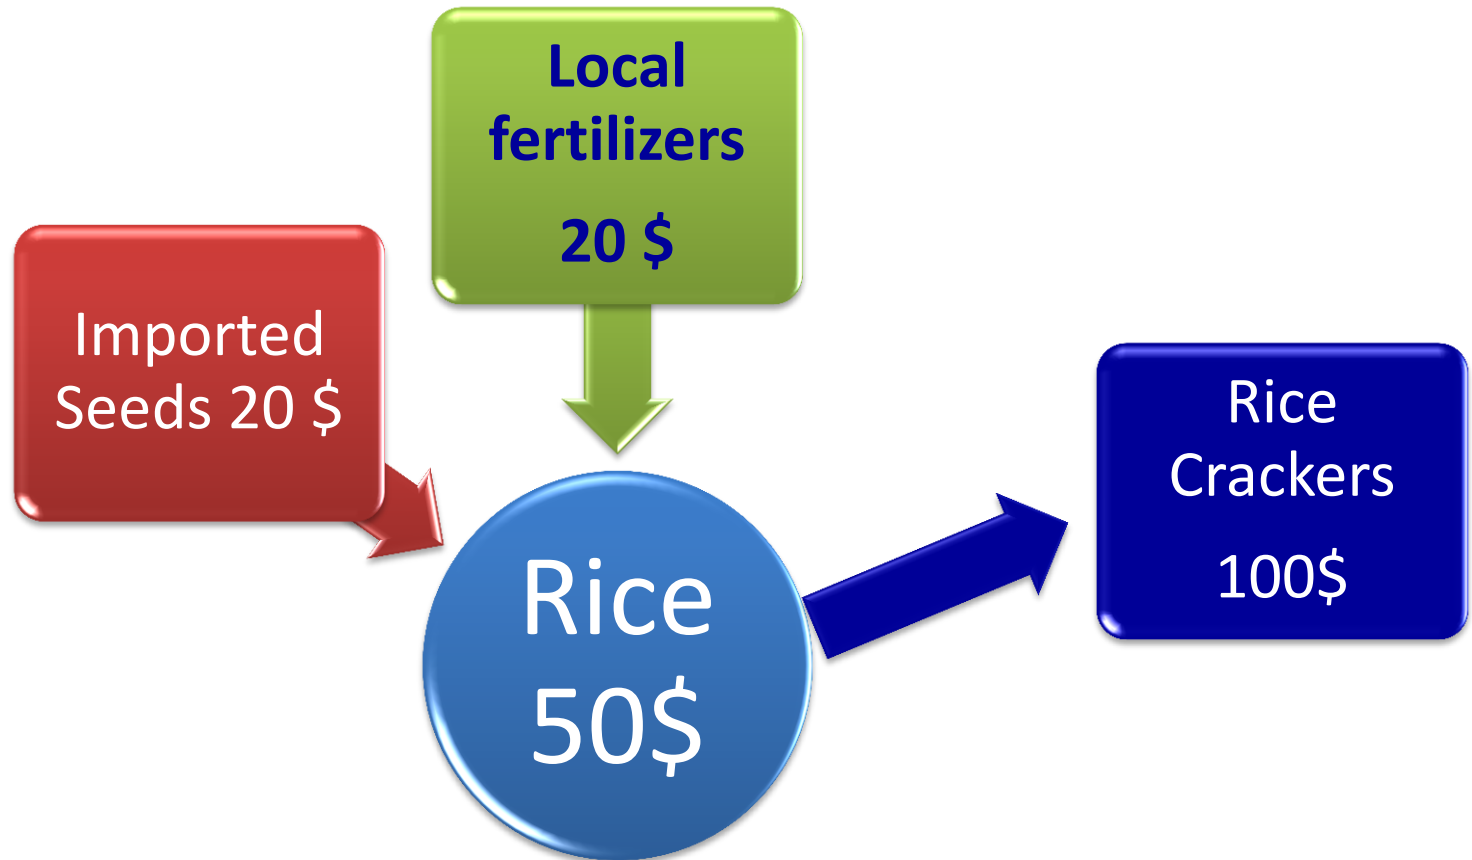 Local
fertilizers
20 $
Imported
Seeds 20 $
Rice
50$
Rice
Crackers
100$